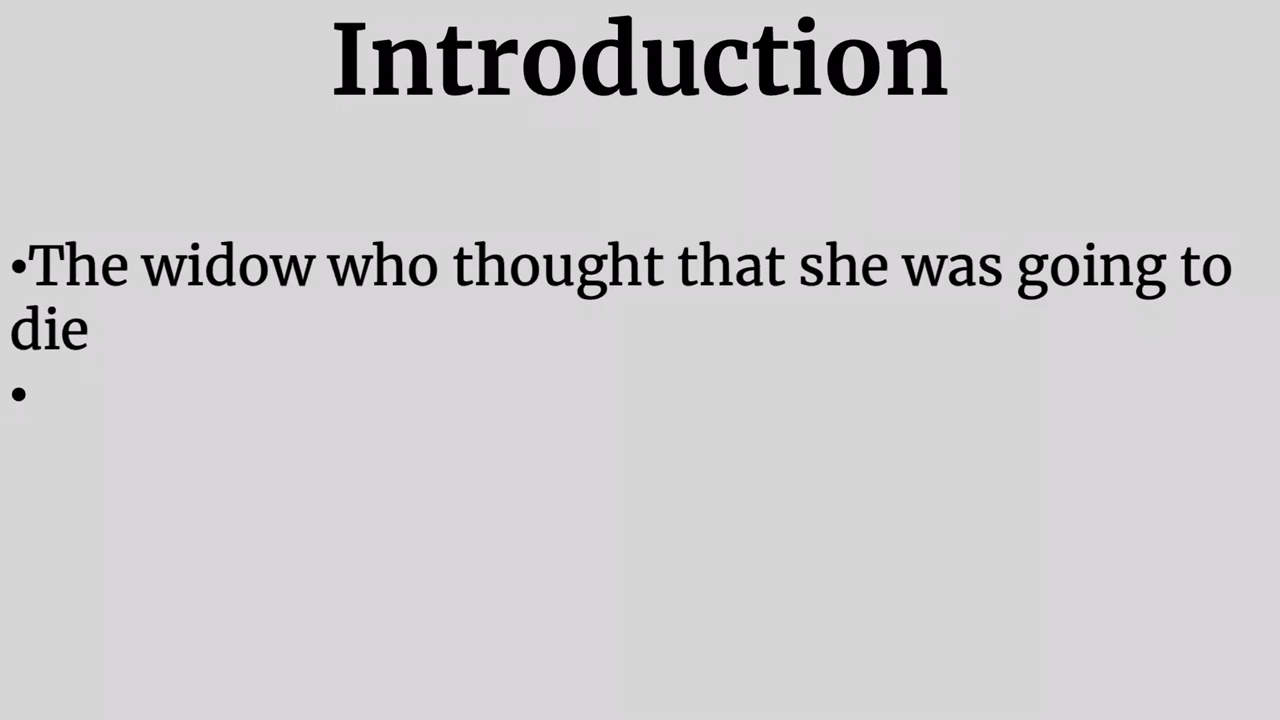 Introduction
•The widow who thought that she was going to
die
•